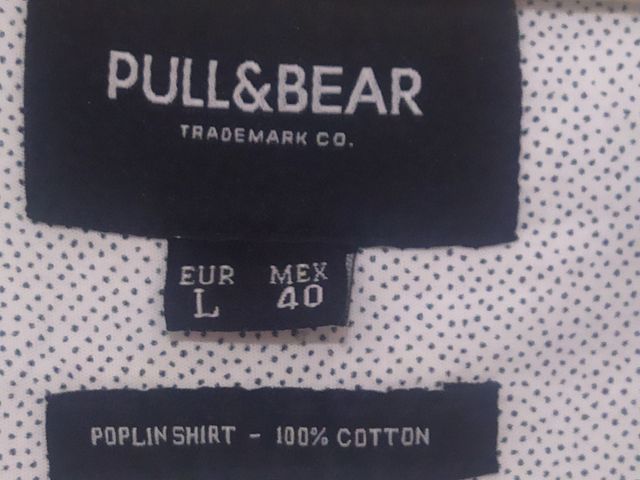 PULL&BEAR
TRADEMARK CO.
EUR MEX
L 40
POPLIN SHIRT - 100% COTTON